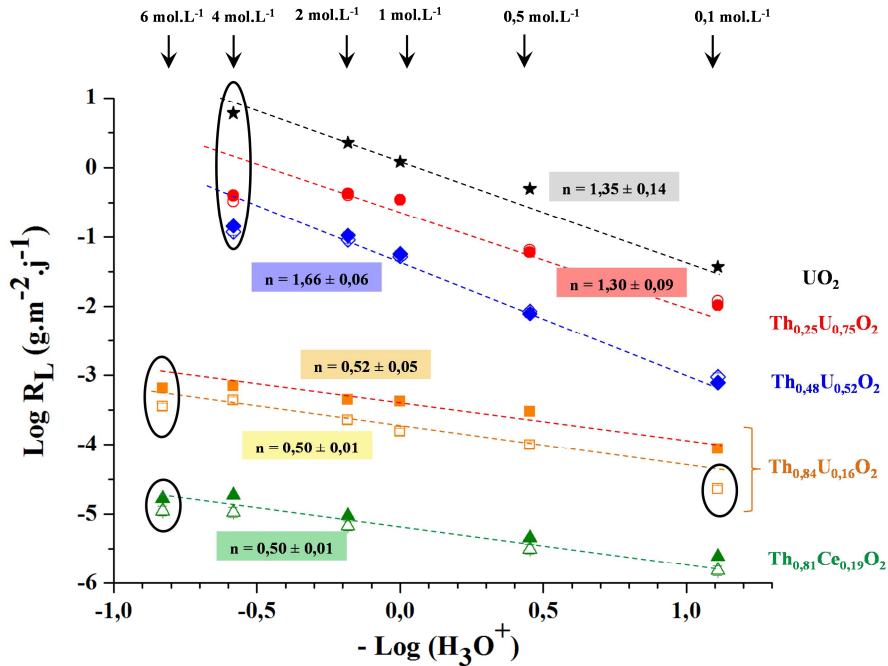 6 mol.L⁻¹ 4 mol.L⁻¹ 2 mol.L⁻¹ 1 mol.L⁻¹ 0,5 mol.L⁻¹ 0,1 mol.L⁻¹
1
0
-1
-2
-3
-4
-5
-6
Log R_L (g.m⁻².j⁻¹)
n = 1,35 ± 0,14
n = 1,66 ± 0,06
n = 1,30 ± 0,09
n = 0,52 ± 0,05
n = 0,50 ± 0,01
n = 0,50 ± 0,01
UO₂
Th₀,₂₅U₀,₇₅O₂
Th₀,₄₈U₀,₅₂O₂
Th₀,₈₄U₀,₁₆O₂
Th₀,₈₁Ce₀,₁₉O₂
-1,0 -0,5 0,0 0,5 1,0
- Log (H₃O⁺)